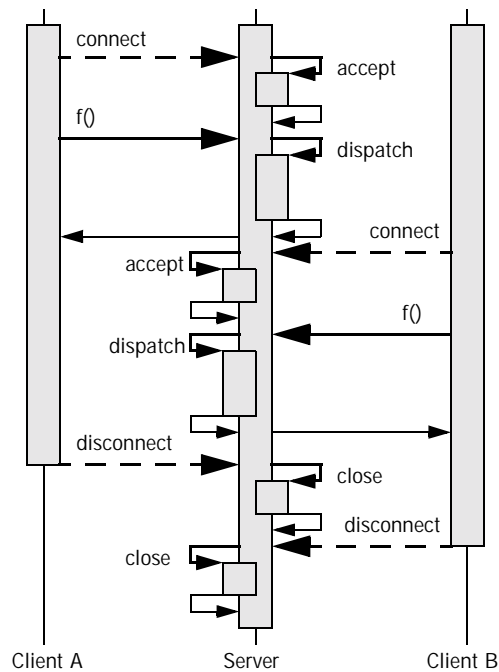 connect
accept
f()
dispatch
connect
accept
f()
dispatch
disconnect
close
disconnect
close
Client A Server Client B